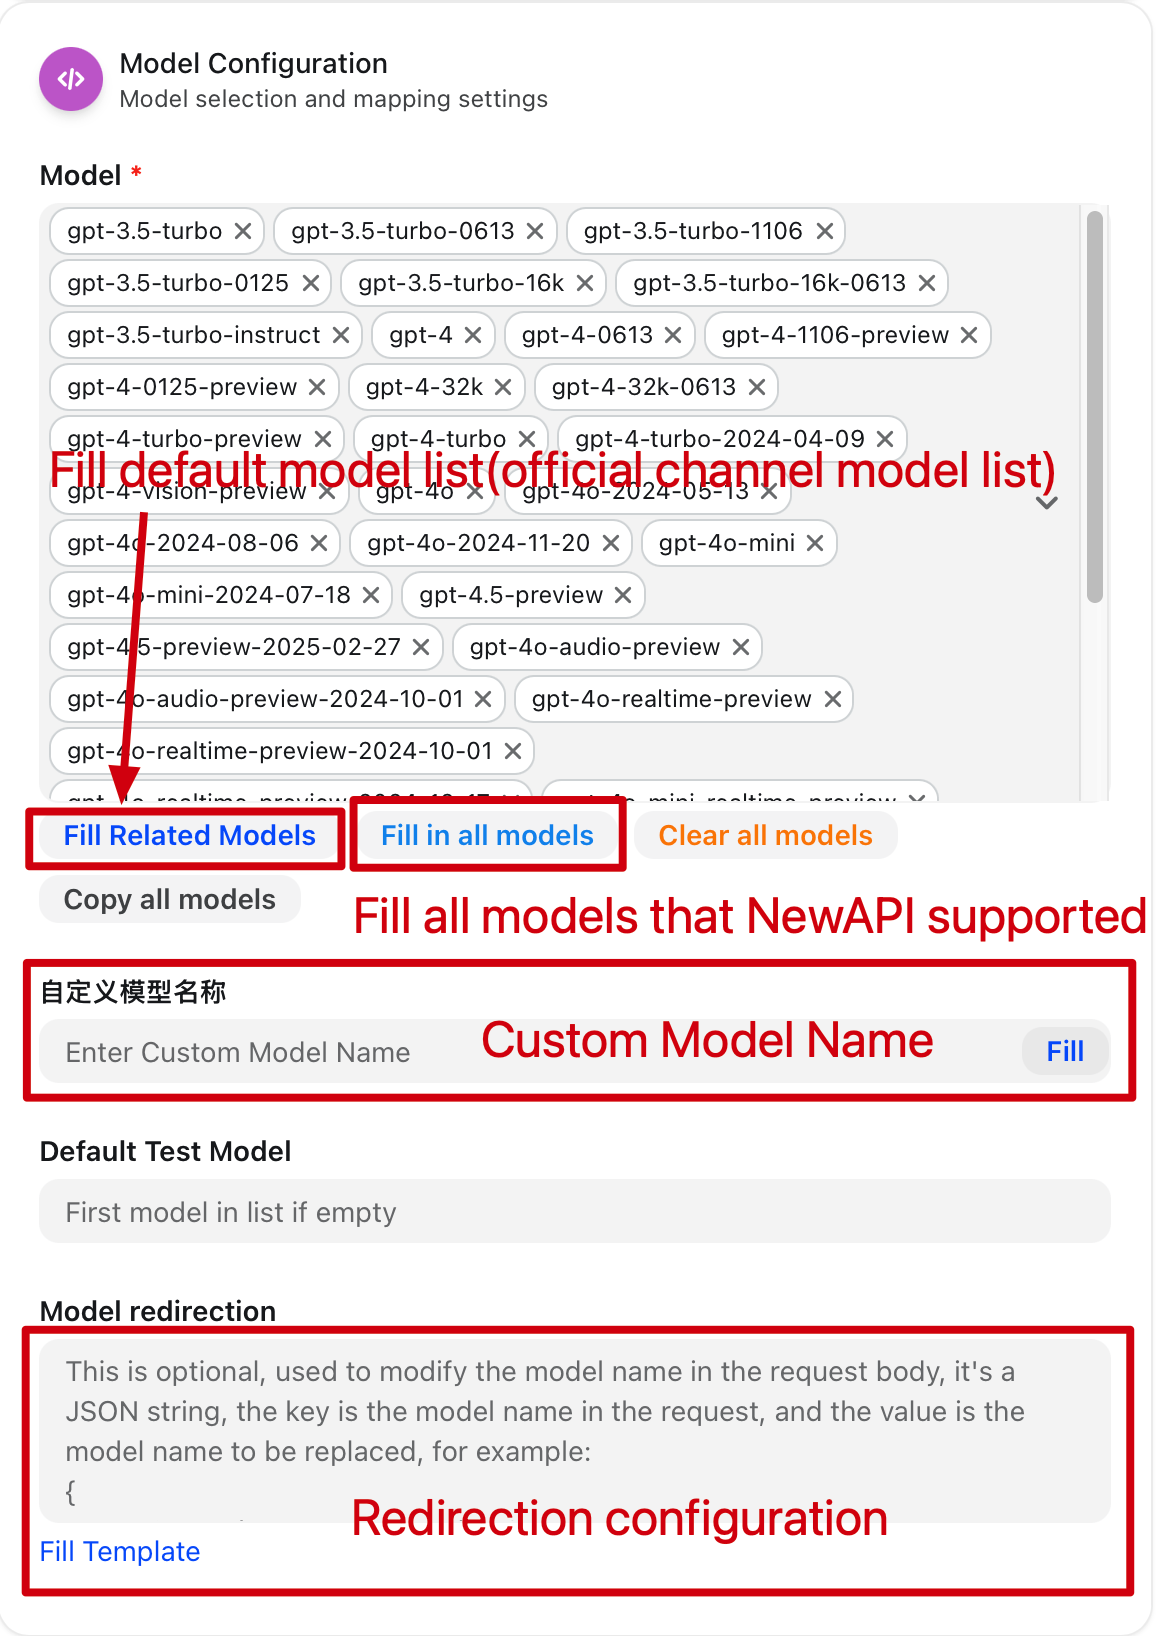 Model Configuration
Model selection and mapping settings
Model *
gpt-3.5-turbo gpt-3.5-turbo-0613 gpt-3.5-turbo-1106
gpt-3.5-turbo-0125 gpt-3.5-turbo-16k gpt-3.5-turbo-16k-0613
gpt-3.5-turbo-instruct gpt-4 gpt-4-0613 gpt-4-1106-preview
gpt-4-0125-preview gpt-4-32k gpt-4-32k-0613
gpt-4-turbo-preview gpt-4-turbo gpt-4-turbo-2024-04-09
Fill default model list(official channel model list)
gpt-4-vision-preview gpt-4o gpt-4o-2024-05-13
gpt-4o-2024-08-06 gpt-4o-2024-11-20 gpt-4o-mini
gpt-4o-mini-2024-07-18 gpt-4.5-preview
gpt-4.5-preview-2025-02-27 gpt-4o-audio-preview
gpt-4o-audio-preview-2024-10-01 gpt-4o-realtime-preview
gpt-4o-realtime-preview-2024-10-01
gpt-4o-realtime-preview-2024-12-17 gpt-4o-mini-realtime-preview
Fill Related Models Fill in all models Clear all models
Copy all models
Fill all models that NewAPI supported
自定义模型名称
Enter Custom Model Name Fill
Custom Model Name
Default Test Model
First model in list if empty
Model redirection
This is optional, used to modify the model name in the request body, it's a
JSON string, the key is the model name in the request, and the value is the
model name to be replaced, for example:
{
Redirection configuration
Fill Template